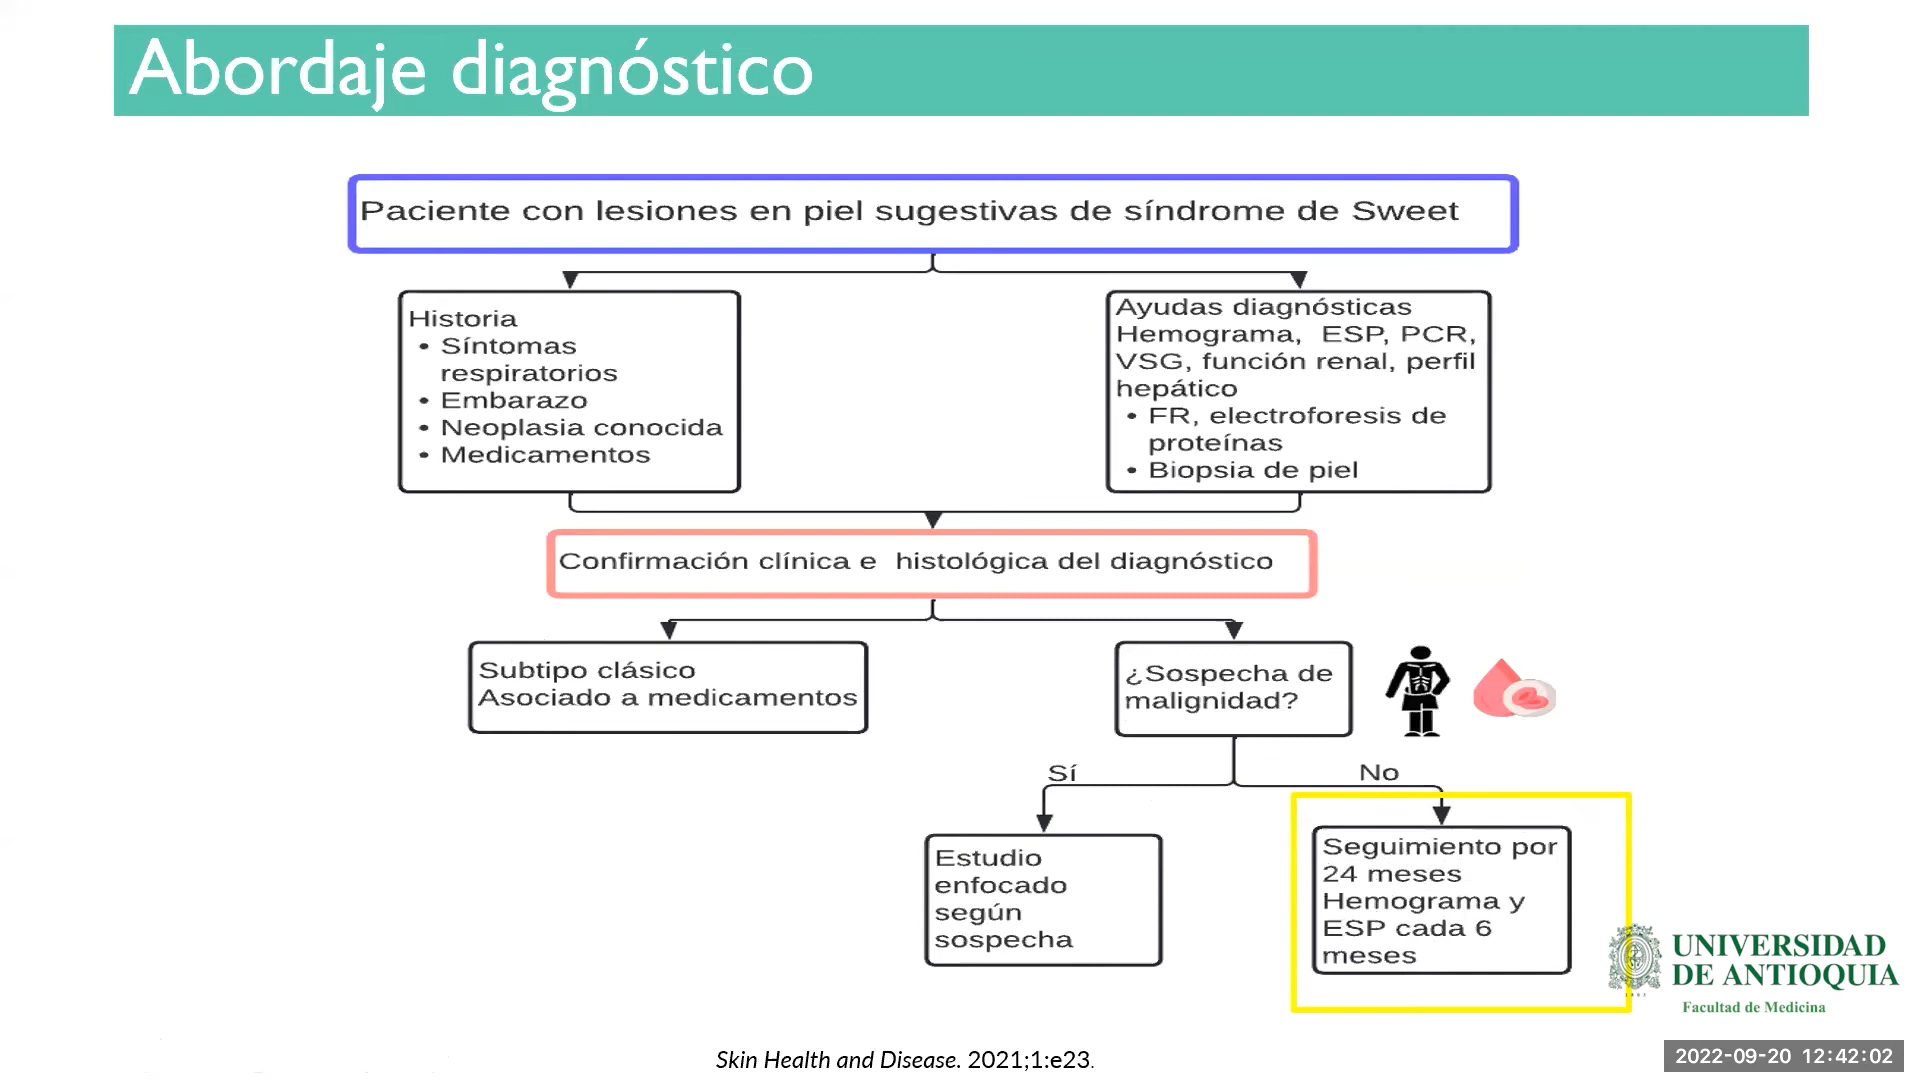 Abordaje diagnóstico
Paciente con lesiones en piel sugestivas de síndrome de Sweet
Historia
• Síntomas
respiratorios
• Embarazo
• Neoplasia conocida
• Medicamentos
Ayudas diagnósticas
Hemograma, ESP, PCR,
VSG, función renal, perfil
hepático
• FR, electroforesis de
proteínas
• Biopsia de piel
Confirmación clínica e histológica del diagnóstico
Subtipo clásico
Asociado a medicamentos
¿Sospecha de
malignidad?
Sí
No
Estudio
enfocado
según
sospecha
Seguimiento por
24 meses
Hemograma y
ESP cada 6
meses
UNIVERSIDAD
DE ANTIOQUIA
Facultad de Medicina
Skin Health and Disease. 2021;1:e23.
2022-09-20 12:42:02